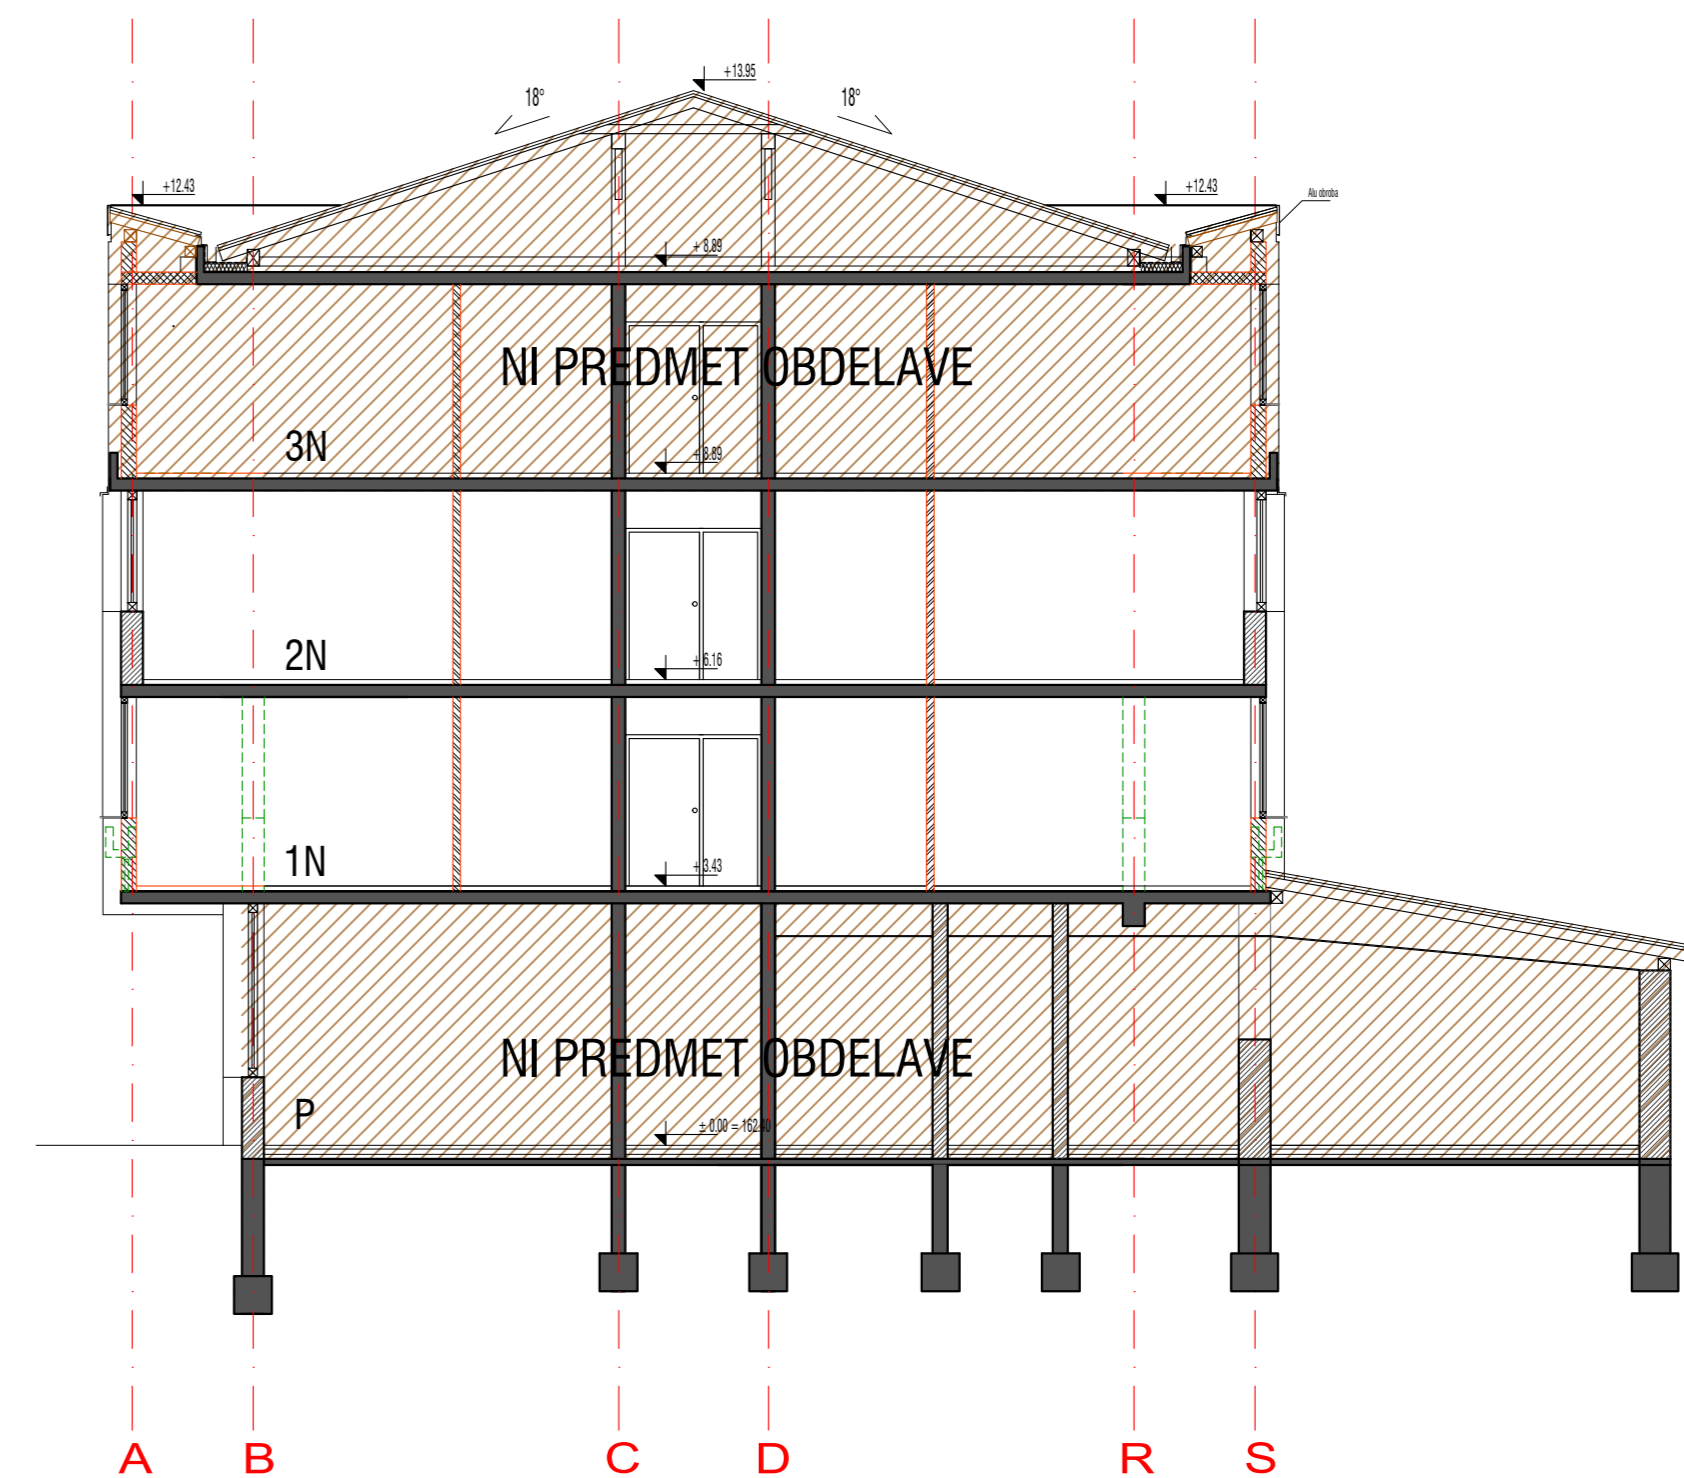 +13.95
18°
18°
+12.43
+12.43
Alu obroba
+ 8.89
NI PREDMET OBDELAVE
3N
+ 8.89
2N
+ 6.16
1N
+ 3.43
NI PREDMET OBDELAVE
P
± 0.00 = 162.40
A B C D R S